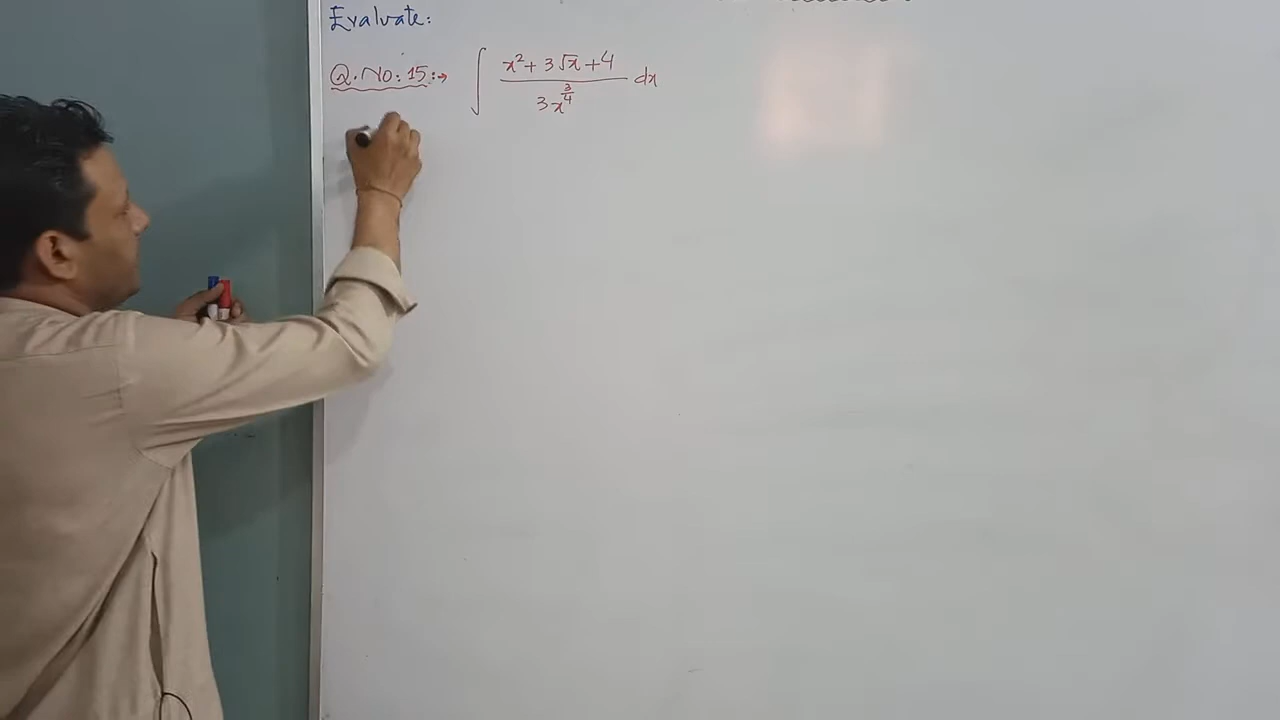 Evaluate:
Q. No: 15:→ ∫ (x² + 3√x + 4) / (3x^(3/4)) dx